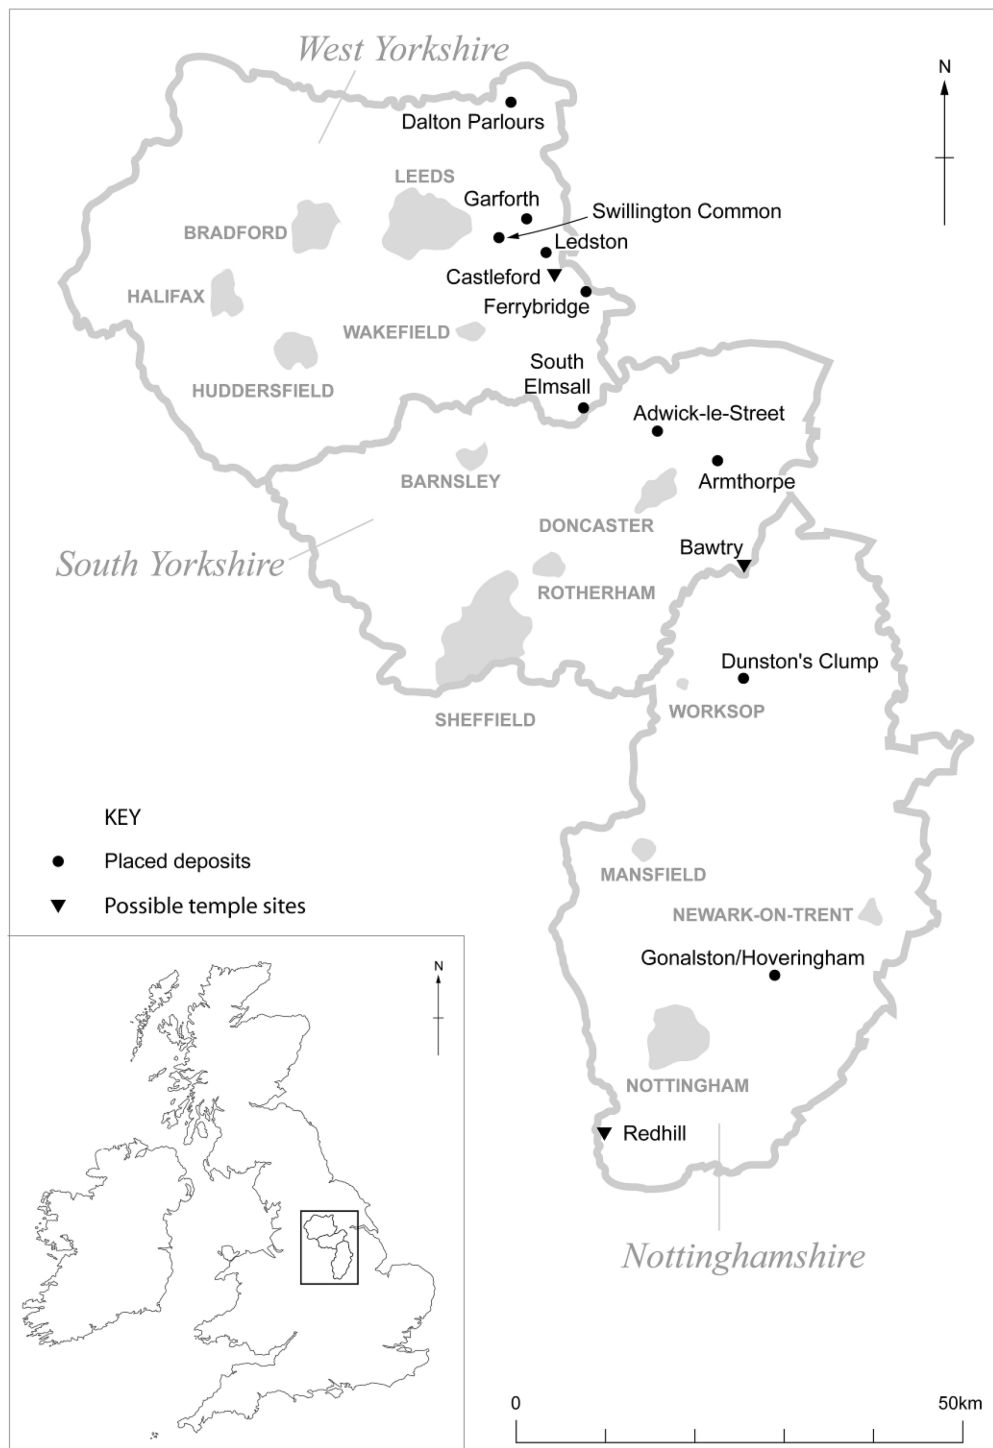 West Yorkshire
N
Dalton Parlours
LEEDS
Garforth
Swillington Common
BRADFORD
Ledston
Castleford
HALIFAX
Ferrybridge
WAKEFIELD
South
Elmsall
HUDDERSFIELD
Adwick-le-Street
BARNSLEY
Armthorpe
DONCASTER
Bawtry
South Yorkshire
ROTHERHAM
Dunston's Clump
WORKSOP
SHEFFIELD
KEY
Placed deposits
Possible temple sites
MANSFIELD
NEWARK-ON-TRENT
Gonalston/Hoveringham
N
NOTTINGHAM
Redhill
Nottinghamshire
0
50km